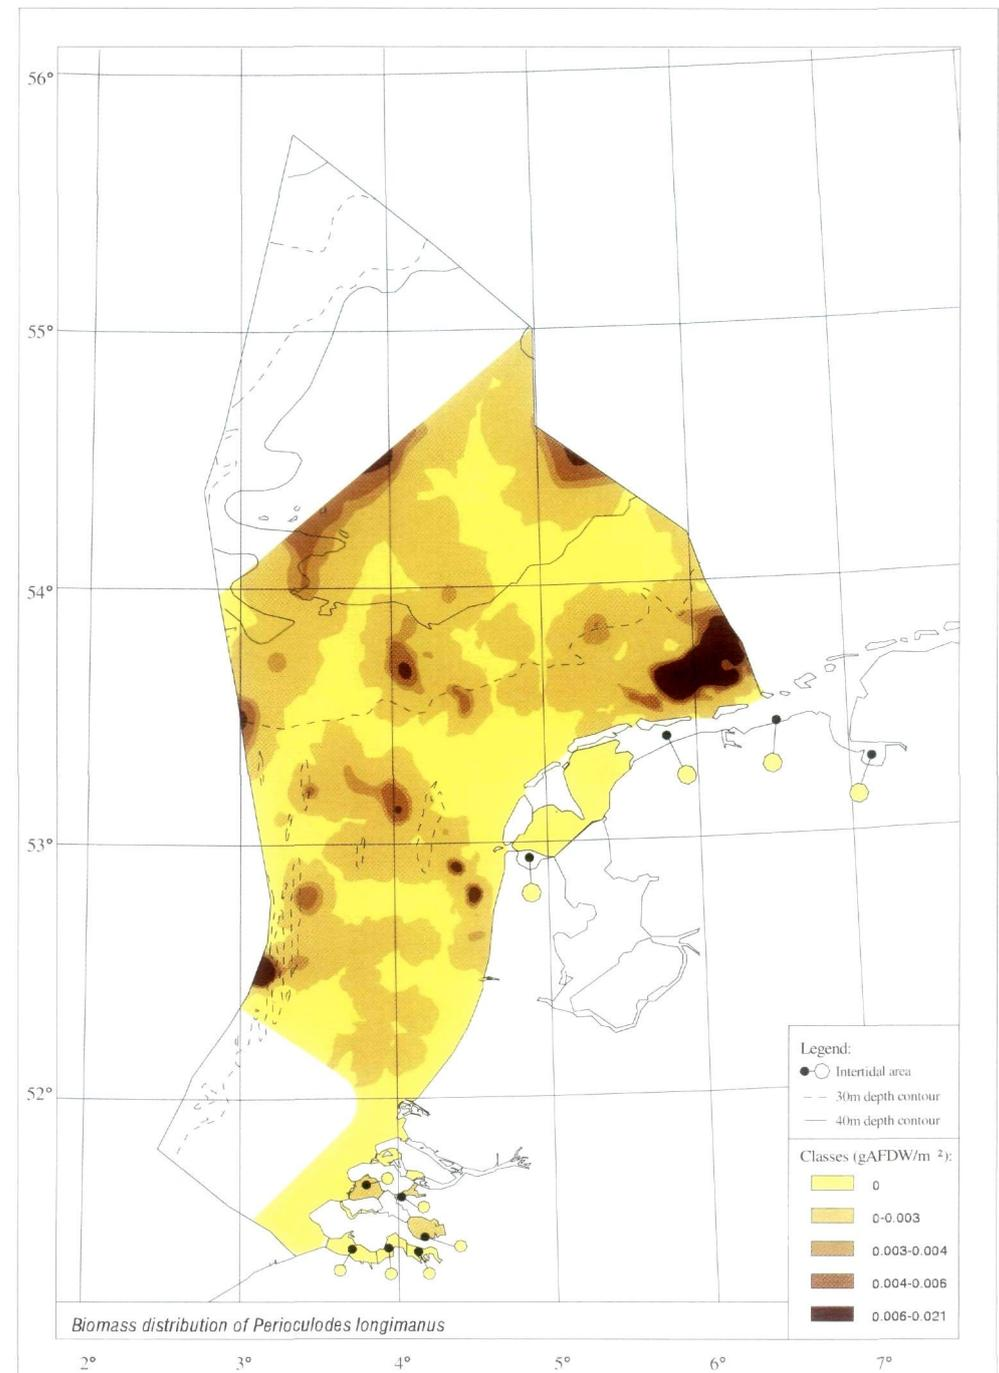 56°
55°
54°
53°
52°
Legend:
Intertidal area
30m depth contour
40m depth contour
Classes (gAFDW/m ²):
0
0-0.003
0.003-0.004
0.004-0.006
0.006-0.021
Biomass distribution of Perioculodes longimanus
2° 3° 4° 5° 6° 7°